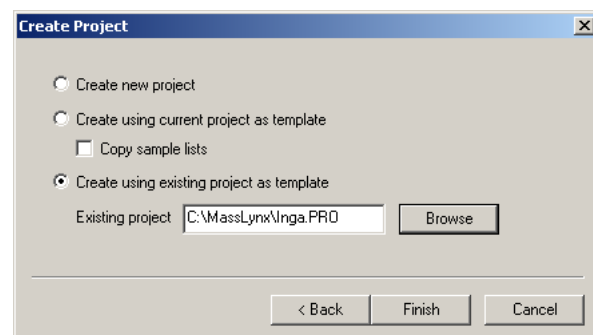 Create Project
Create new project
Create using current project as template
Copy sample lists
Create using existing project as template
Existing project C:\MassLynx\Inga.PRO Browse
< Back Finish Cancel